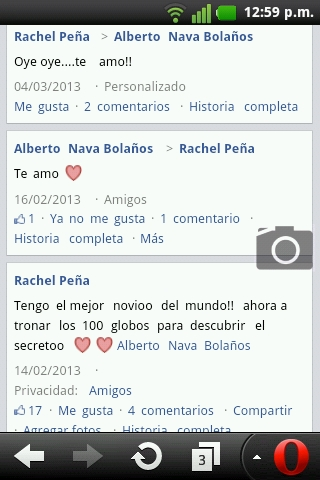 12:59 p.m.
Rachel Peña > Alberto Nava Bolaños
Oye oye....te amo!!
04/03/2013 · Personalizado
Me gusta · 2 comentarios · Historia completa
Alberto Nava Bolaños > Rachel Peña
Te amo
16/02/2013 · Amigos
1 · Ya no me gusta · 1 comentario ·
Historia completa · Más
Rachel Peña
Tengo el mejor novioo del mundo!! ahora a
tronar los 100 globos para descubrir el
secretoo Alberto Nava Bolaños
14/02/2013 ·
Privacidad: Amigos
17 · Me gusta · 4 comentarios · Compartir
· Agregar fotos · Historia completa
3